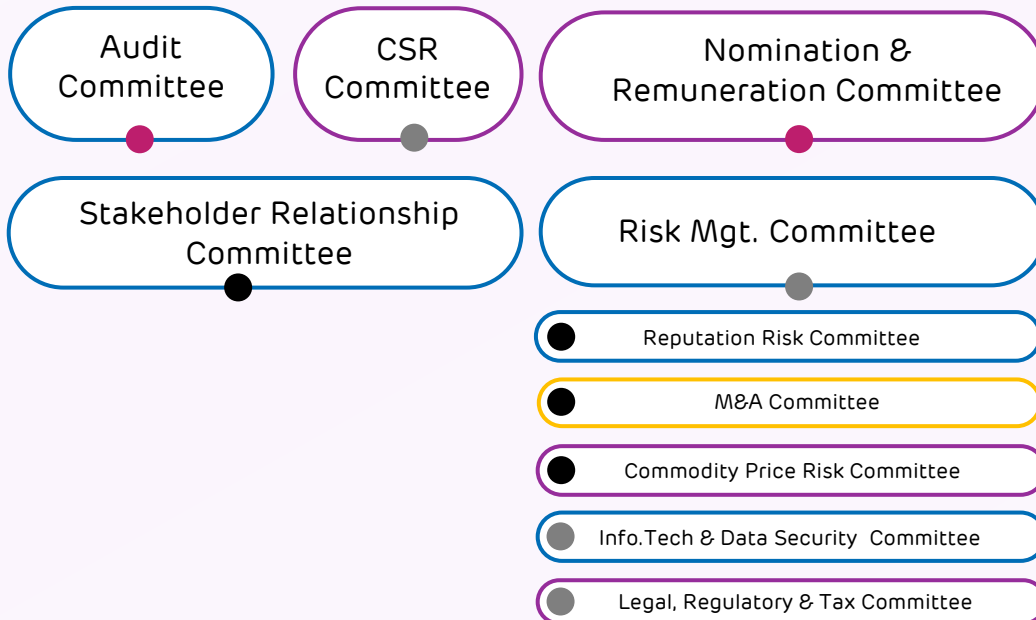 Audit
Committee
CSR
Committee
Nomination &
Remuneration Committee
Stakeholder Relationship
Committee
Risk Mgt. Committee
Reputation Risk Committee
M&A Committee
Commodity Price Risk Committee
Info.Tech & Data Security  Committee
Legal, Regulatory & Tax Committee